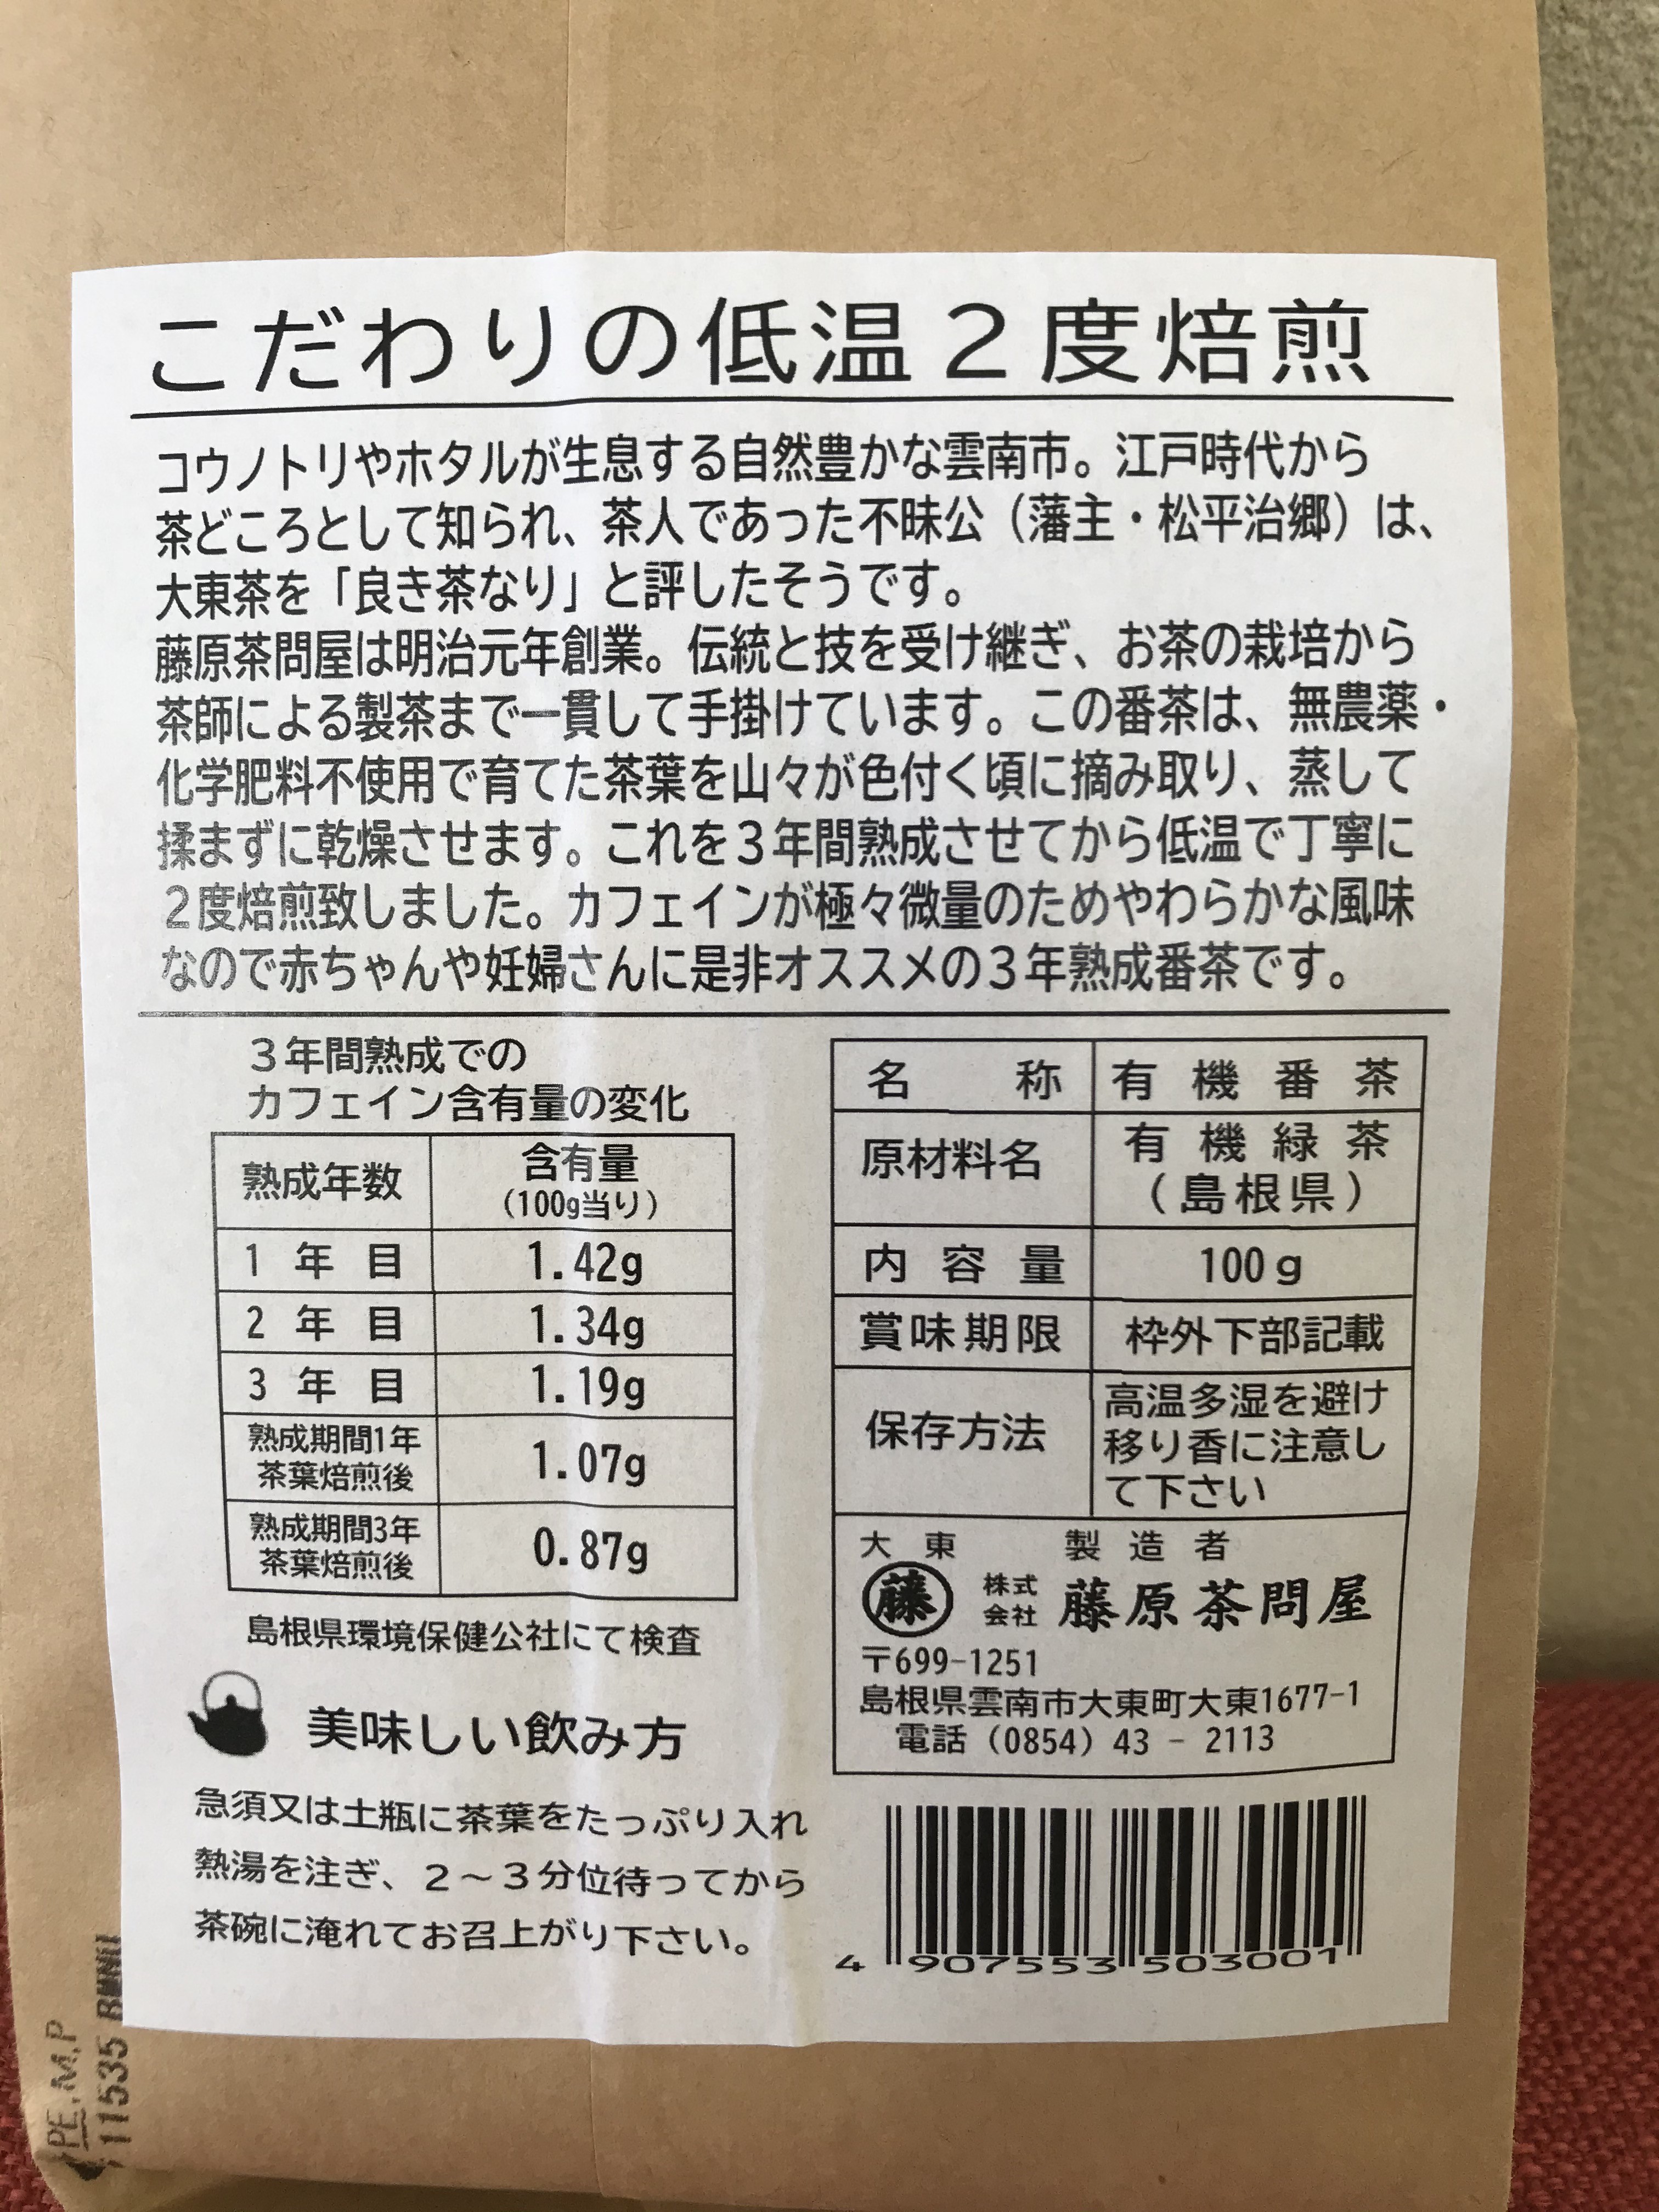 こだわりの低温２度焙煎
コウノトリやホタルが生息する自然豊かな雲南市。江戸時代から
茶どころとして知られ、茶人であった不昧公（藩主・松平治郷）は、
大東茶を「良き茶なり」と評したそうです。
藤原茶問屋は明治元年創業。伝統と技を受け継ぎ、お茶の栽培から
茶師による製茶まで一貫して手掛けています。この番茶は、無農薬・
化学肥料不使用で育てた茶葉を山々が色付く頃に摘み取り、蒸して
揉まずに乾燥させます。これを３年間熟成させてから低温で丁寧に
２度焙煎致しました。カフェインが極々微量のためやわらかな風味
なので赤ちゃんや妊婦さんに是非オススメの３年熟成番茶です。
３年間熟成での
カフェイン含有量の変化
熟成年数
含有量
(100g当り)
1年目
1.42g
2年目
1.34g
3年目
1.19g
熟成期間1年
茶葉焙煎後
1.07g
熟成期間3年
茶葉焙煎後
0.87g
島根県環境保健公社にて検査
美味しい飲み方
急須又は土瓶に茶葉をたっぷり入れ
熱湯を注ぎ、２～３分位待ってから
茶碗に淹れてお召上がり下さい。
名称
有機番茶
原材料名
有機緑茶
（島根県）
内容量
100g
賞味期限
枠外下部記載
保存方法
高温多湿を避け
移り香に注意し
て下さい
大東 製造者
藤 株式会社 藤原茶問屋
〒699-1251
島根県雲南市大東町大東1677-1
電話（0854）43 - 2113
4 907553 503001
PE,M,P
11535